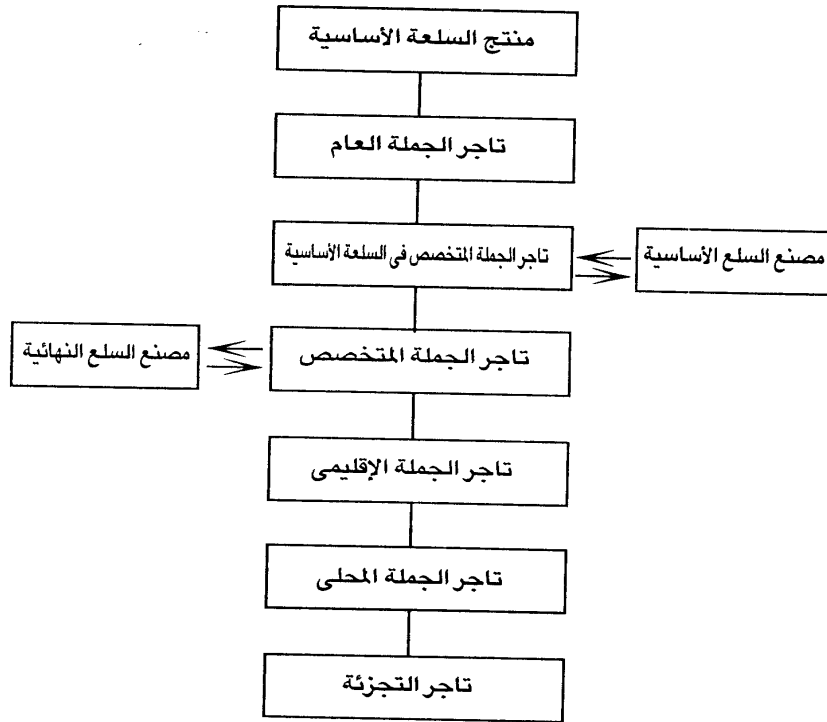 منتج السلعة الأساسية
تاجر الجملة العام
تاجر الجملة المتخصص فى السلعة الأساسية
مصنع السلع الأساسية
تاجر الجملة المتخصص
مصنع السلع النهائية
تاجر الجملة الإقليمى
تاجر الجملة المحلى
تاجر التجزئة